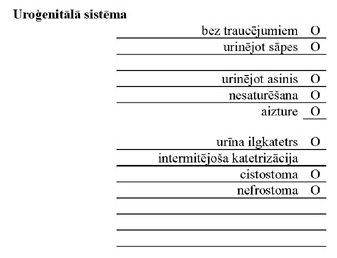 Uroģenitālā sistēma
bez traucējumiem O
urinējot sāpes O
urinējot asinis O
nesaturēšana O
aizture O
urīna ilgkatetrs O
intermitējoša katetrizācija
cistostoma O
nefrostoma O